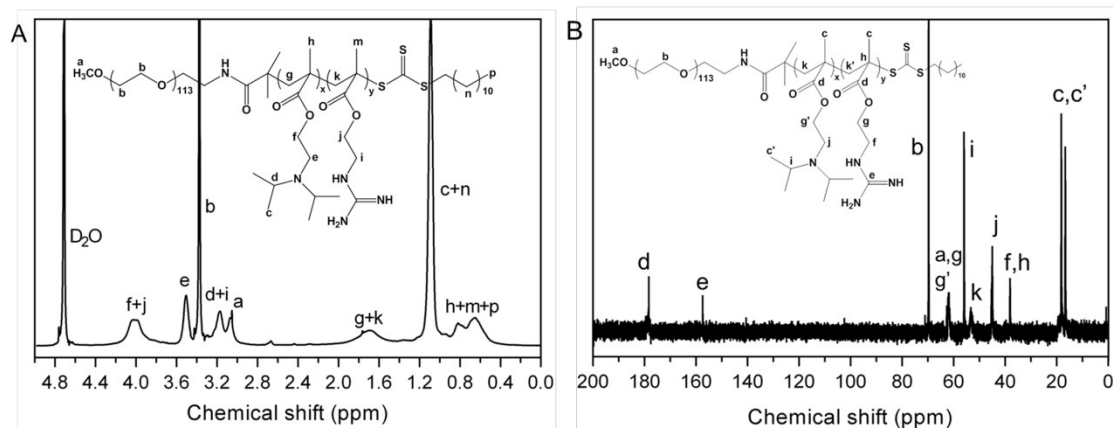 A
B
a
H₃CO
b
b
O
113
NH
O
g
h
x
k
m
y
S
S
S
n
10
p
O
O
f
e
N
d
c
O
O
j
i
HN
NH
H₂N
D₂O
f+j
e
b
d+i
a
g+k
c+n
h+m+p
4.8 4.4 4.0 3.6 3.2 2.8 2.4 2.0 1.6 1.2 0.8 0.4 0.0
Chemical shift (ppm)
a
H₃CO
b
b
O
113
NH
O
k
c
x
k'
c
h
y
S
S
S
10
d
O
O
d
O
O
g'
j
N
i
c'
g
f
HN
e
NH
H₂N
d
e
b
a,g
g'
i
k
j
f,h
c,c'
200 180 160 140 120 100 80 60 40 20 0
Chemical shift (ppm)